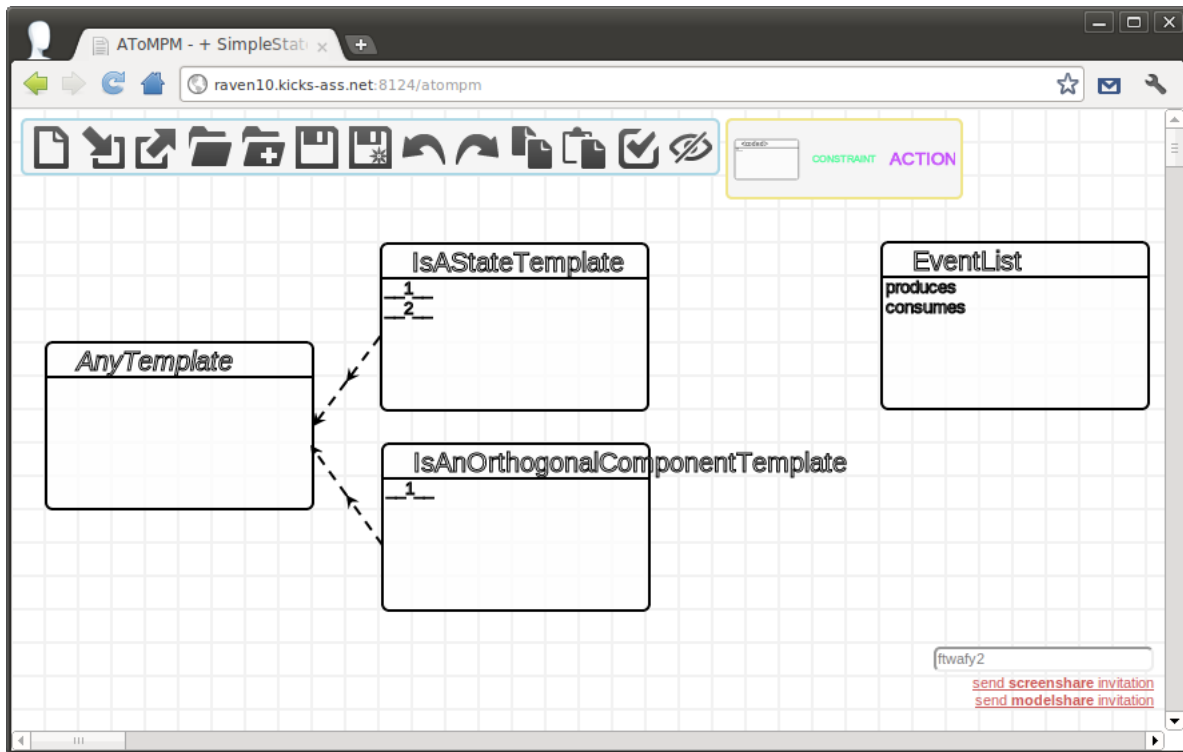 AToMPM - + SimpleStat
raven10.kicks-ass.net:8124/atompm
CONSTRAINT
ACTION
IsAStateTemplate
__1__
__2__
EventList
produces
consumes
AnyTemplate
IsAnOrthogonalComponentTemplate
__1__
ftwafy2
send screenshare invitation
send modelshare invitation